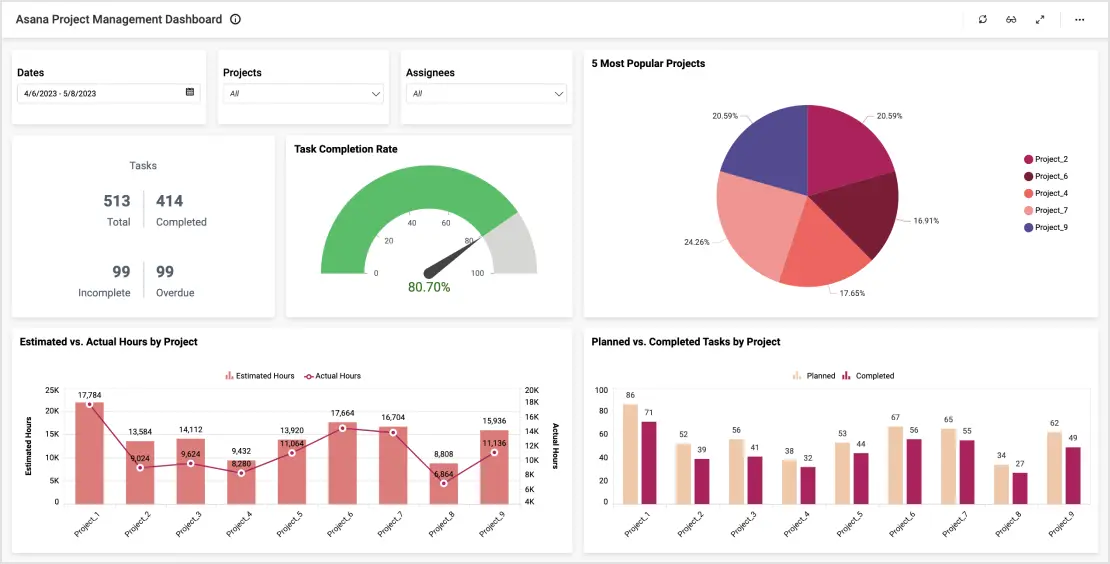 Asana Project Management Dashboard
Dates
4/6/2023 - 5/8/2023
Projects
All
Assignees
All
Tasks
513 414
Total Completed
99 99
Incomplete Overdue
Task Completion Rate
0 20 40 60 80 100
80.70%
5 Most Popular Projects
20.59% 20.59%
16.91%
24.26%
17.65%
Project_2
Project_6
Project_4
Project_7
Project_9
Estimated vs. Actual Hours by Project
Estimated Hours Actual Hours
Estimated Hours
25K
20K
15K
10K
5K
0
17,784
13,584 14,112 9,432 13,920 17,664 16,704 8,808 15,936
9,024 9,624 8,280 11,064 6,864 11,136
20K
18K
16K
14K
12K
10K
8K
6K
4K
Actual Hours
Project_1 Project_2 Project_3 Project_4 Project_5 Project_6 Project_7 Project_8 Project_9
Planned vs. Completed Tasks by Project
Planned Completed
100
80
60
40
20
0
86 71 52 39 56 41 38 32 53 44 67 56 65 55 34 27 62 49
Project_1 Project_2 Project_3 Project_4 Project_5 Project_6 Project_7 Project_8 Project_9